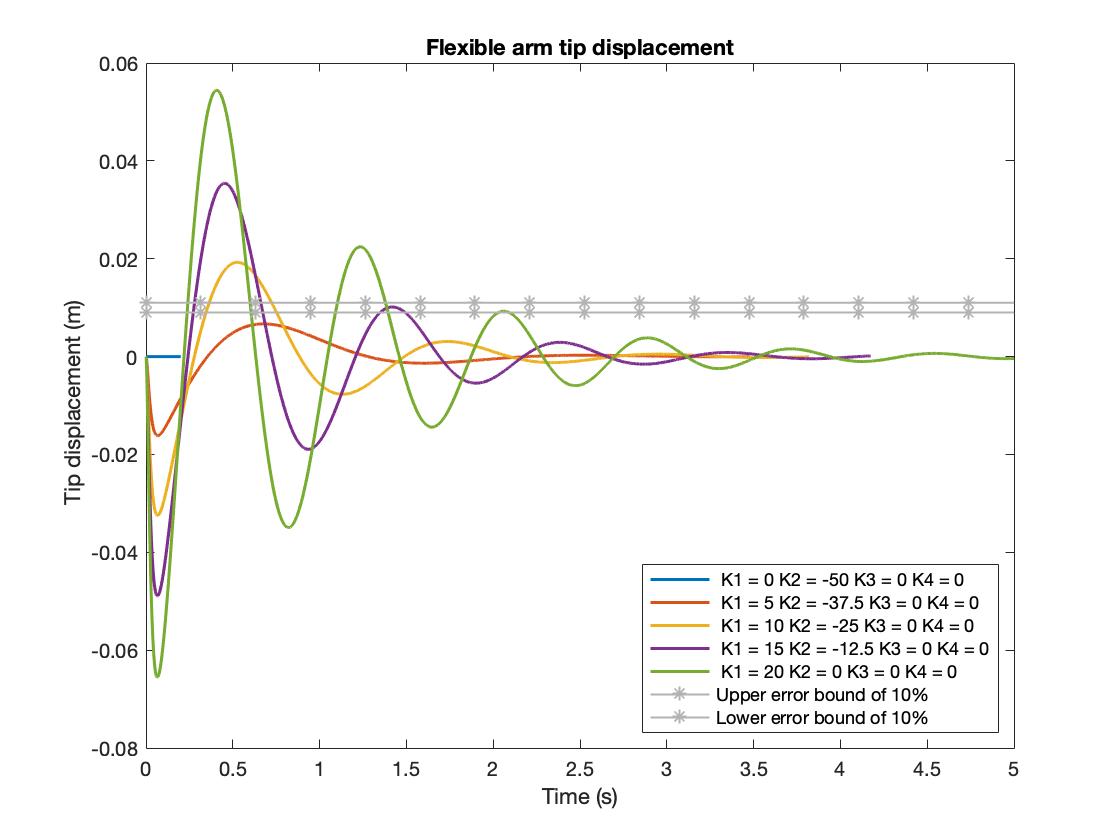 Flexible arm tip displacement
0.06
0.04
0.02
0
-0.02
-0.04
-0.06
-0.08
Tip displacement (m)
0 0.5 1 1.5 2 2.5 3 3.5 4 4.5 5
Time (s)
K1 = 0 K2 = -50 K3 = 0 K4 = 0
K1 = 5 K2 = -37.5 K3 = 0 K4 = 0
K1 = 10 K2 = -25 K3 = 0 K4 = 0
K1 = 15 K2 = -12.5 K3 = 0 K4 = 0
K1 = 20 K2 = 0 K3 = 0 K4 = 0
Upper error bound of 10%
Lower error bound of 10%